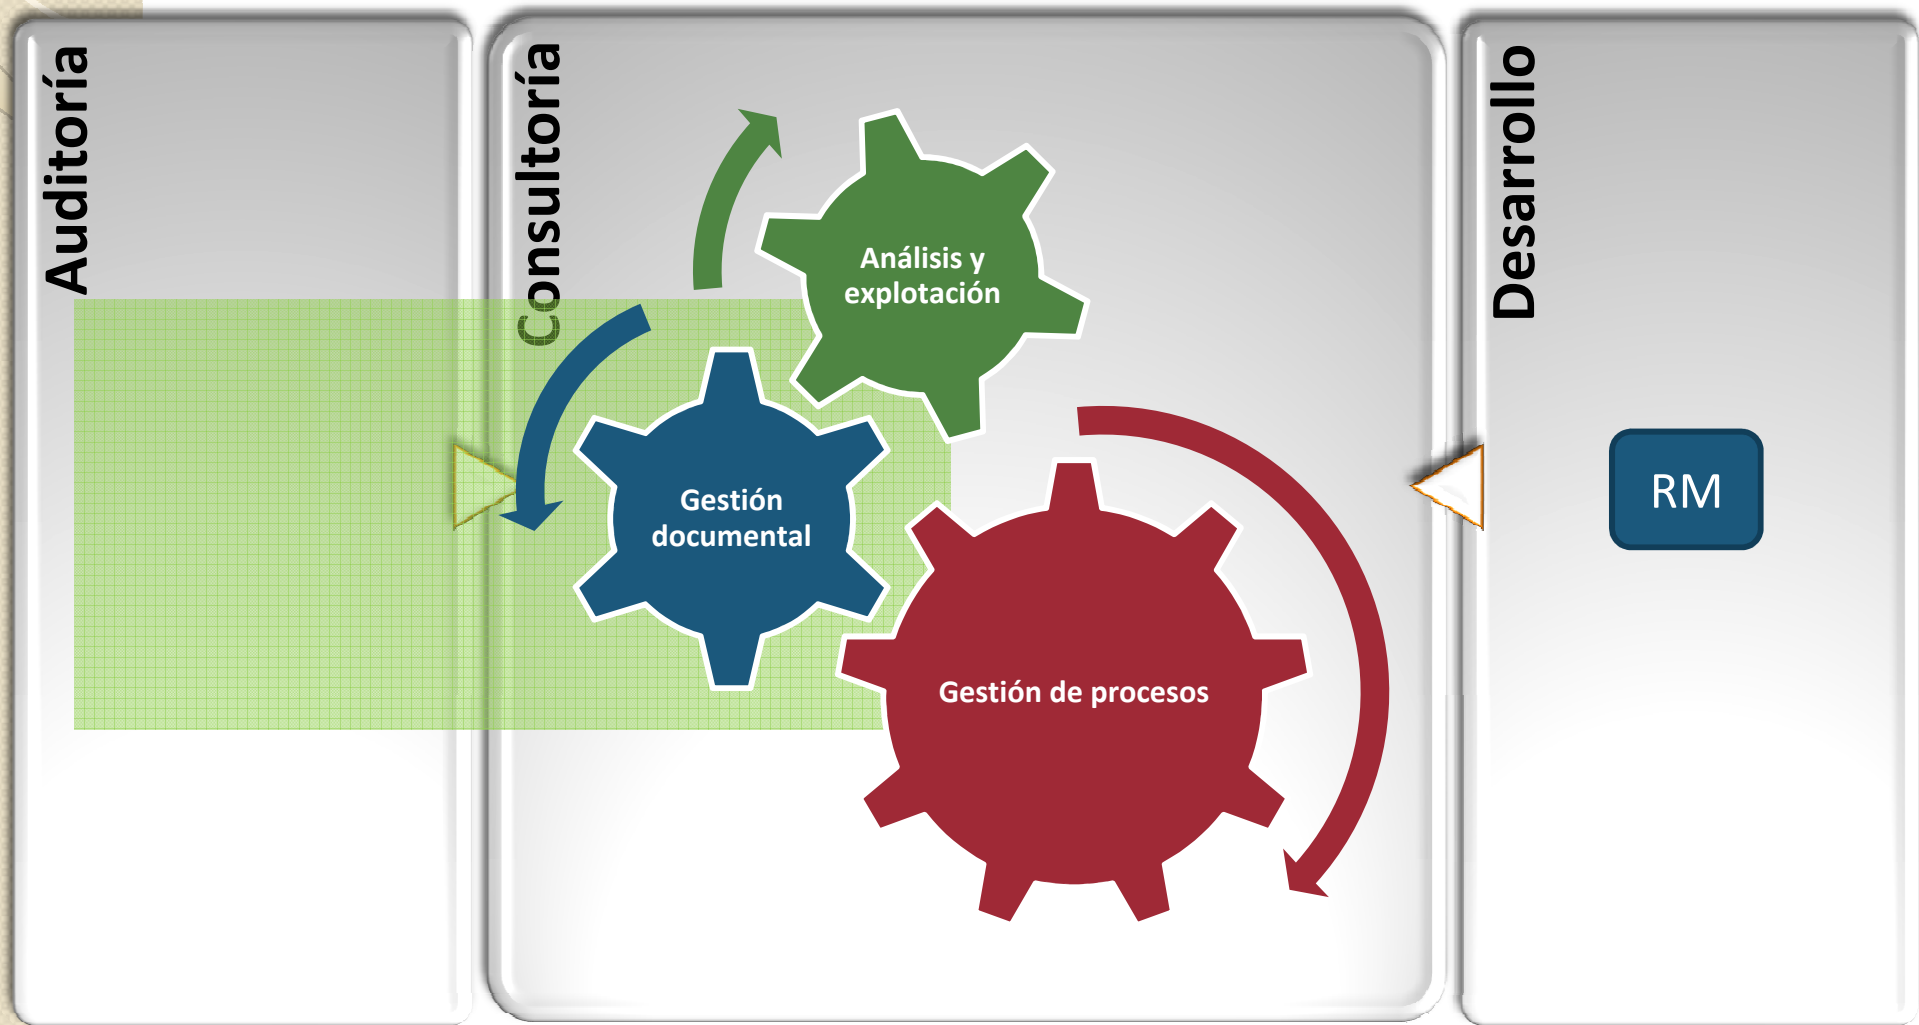 Auditoría
Consultoría
Análisis y
explotación
Gestión
documental
Gestión de procesos
Desarrollo
RM